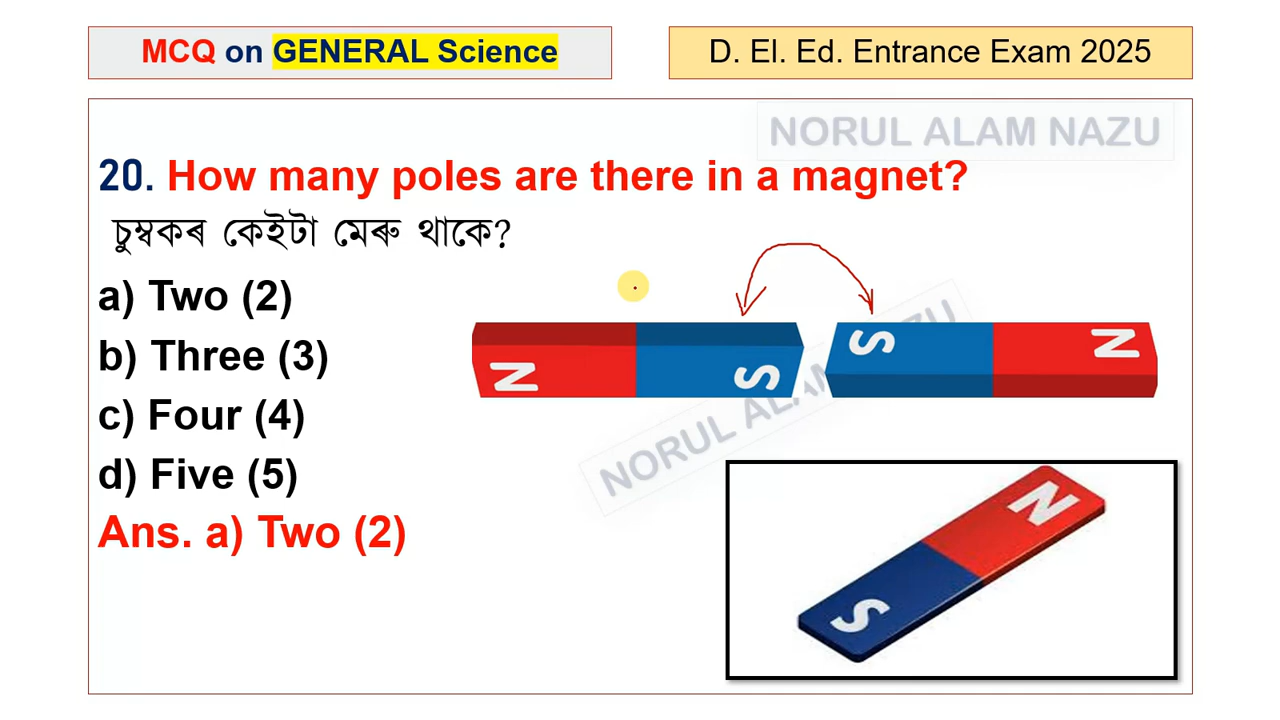 MCQ on GENERAL Science
D. El. Ed. Entrance Exam 2025
NORUL ALAM NAZU
20. How many poles are there in a magnet?
চুম্বকৰ কেইটা মেৰু থাকে?
a) Two (2)
b) Three (3)
c) Four (4)
d) Five (5)
Ans. a) Two (2)
N S
S N
NORUL ALAM NAZU
N
S